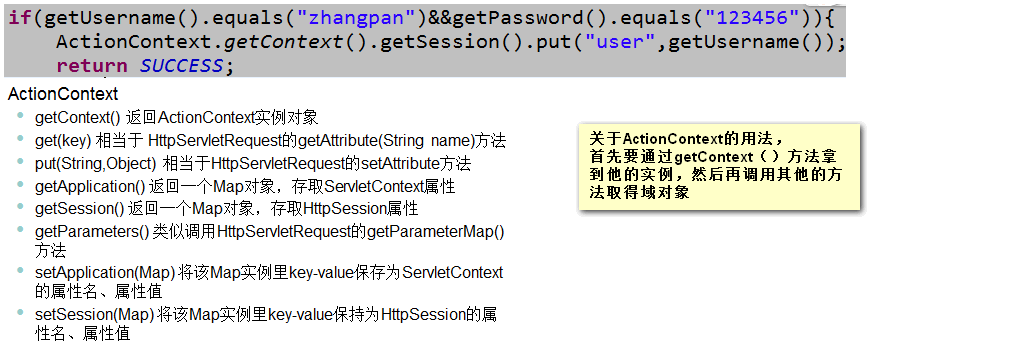 if(getUsername().equals("zhangpan")&&getPassword().equals("123456")){
ActionContext.getContext().getSession().put("user",getUsername());
return SUCCESS;
ActionContext
getContext() 返回ActionContext实例对象
get(key) 相当于 HttpServletRequest的getAttribute(String name)方法
put(String,Object) 相当于HttpServletRequest的setAttribute方法
getApplication() 返回一个Map对象，存取ServletContext属性
getSession() 返回一个Map对象，存取HttpSession属性
getParameters() 类似调用HttpServletRequest的getParameterMap()
方法
setApplication(Map) 将该Map实例里key-value保存为ServletContext
的属性名、属性值
setSession(Map) 将该Map实例里key-value保持为HttpSession的属
性名、属性值
关于ActionContext的用法，
首先要通过getContext（）方法拿
到他的实例，然后再调用其他的方
法取得域对象